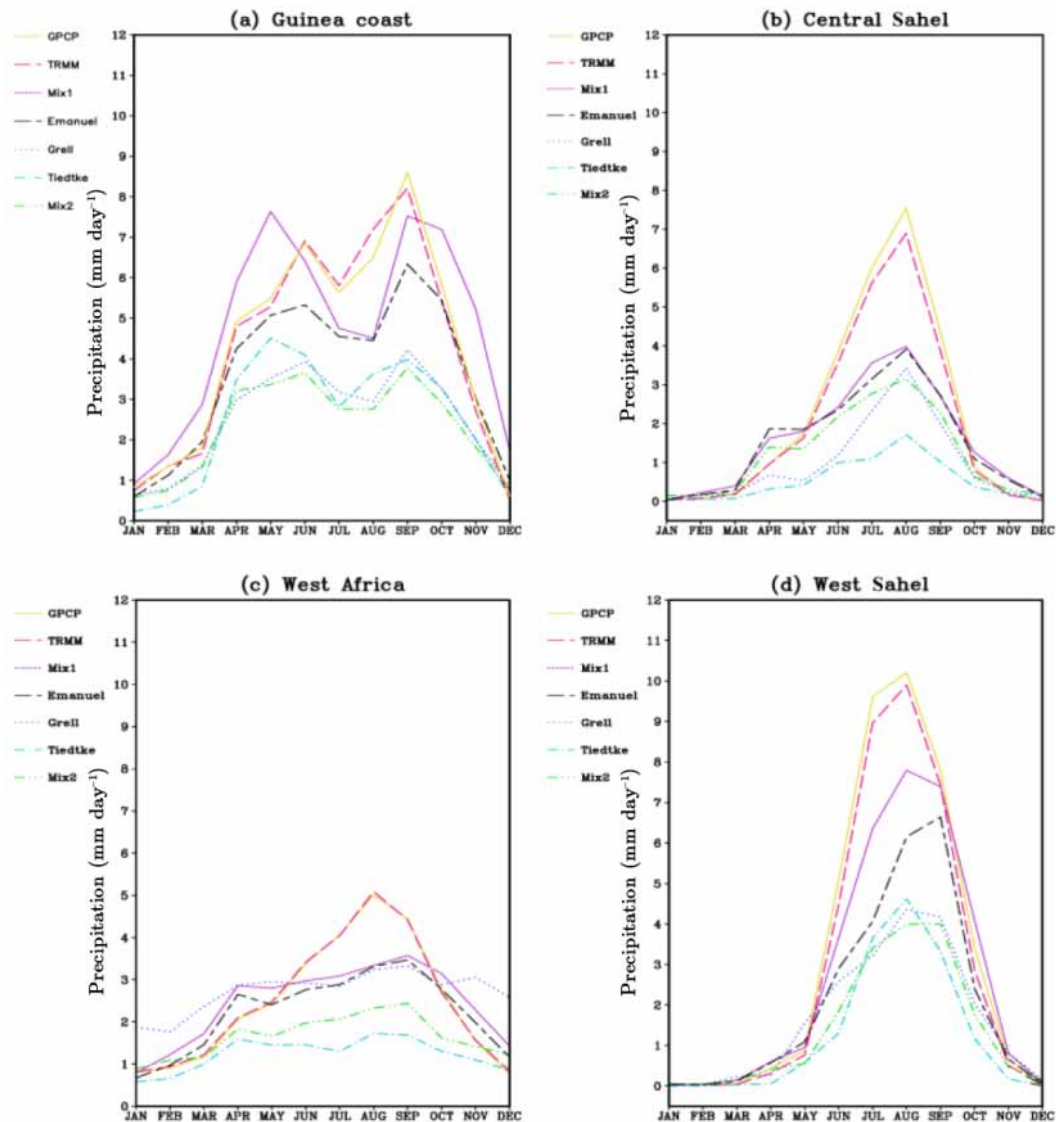 (a) Guinea coast
GPCP
TRMM
Mix1
Emanuel
Grell
Tiedtke
Mix2
Precipitation (mm day⁻¹)
12
11
10
9
8
7
6
5
4
3
2
1
0
JAN FEB MAR APR MAY JUN JUL AUG SEP OCT NOV DEC
(b) Central Sahel
GPCP
TRMM
Mix1
Emanuel
Grell
Tiedtke
Mix2
Precipitation (mm day⁻¹)
12
11
10
9
8
7
6
5
4
3
2
1
0
JAN FEB MAR APR MAY JUN JUL AUG SEP OCT NOV DEC
(c) West Africa
GPCP
TRMM
Mix1
Emanuel
Grell
Tiedtke
Mix2
Precipitation (mm day⁻¹)
12
11
10
9
8
7
6
5
4
3
2
1
0
JAN FEB MAR APR MAY JUN JUL AUG SEP OCT NOV DEC
(d) West Sahel
GPCP
TRMM
Mix1
Emanuel
Grell
Tiedtke
Mix2
Precipitation (mm day⁻¹)
12
11
10
9
8
7
6
5
4
3
2
1
0
JAN FEB MAR APR MAY JUN JUL AUG SEP OCT NOV DEC